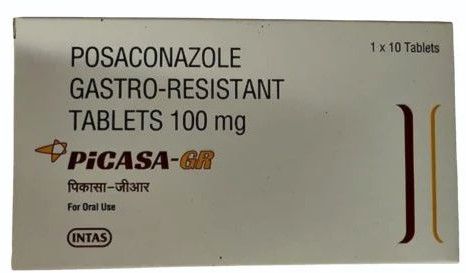 POSACONAZOLE
1 x 10 Tablets
GASTRO-RESISTANT
TABLETS 100 mg
PiCASA-GR
पिकासा-जीआर
For Oral Use
INTAS